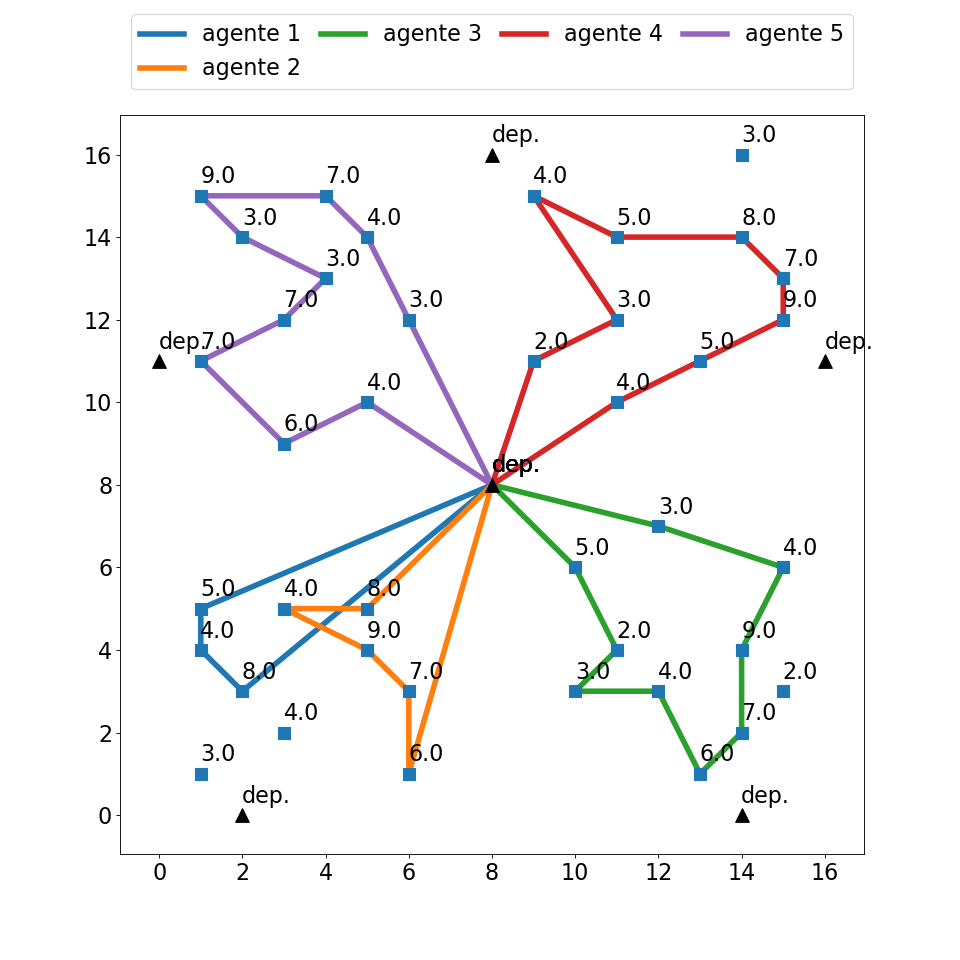 agente 1 agente 3 agente 4 agente 5
agente 2
dep. 3.0
16
9.0 7.0 4.0
3.0 4.0 5.0 8.0
14
3.0 7.0
7.0 3.0 3.0 9.0
12
dep. 7.0 2.0 5.0 dep.
4.0 4.0
10
6.0
dep. dep.
8
3.0
5.0 4.0
6
5.0 4.0 8.0
4.0 9.0 2.0 9.0
4
8.0 7.0 3.0 4.0 2.0
4.0 7.0
2
3.0 6.0 6.0
dep. dep.
0
0 2 4 6 8 10 12 14 16